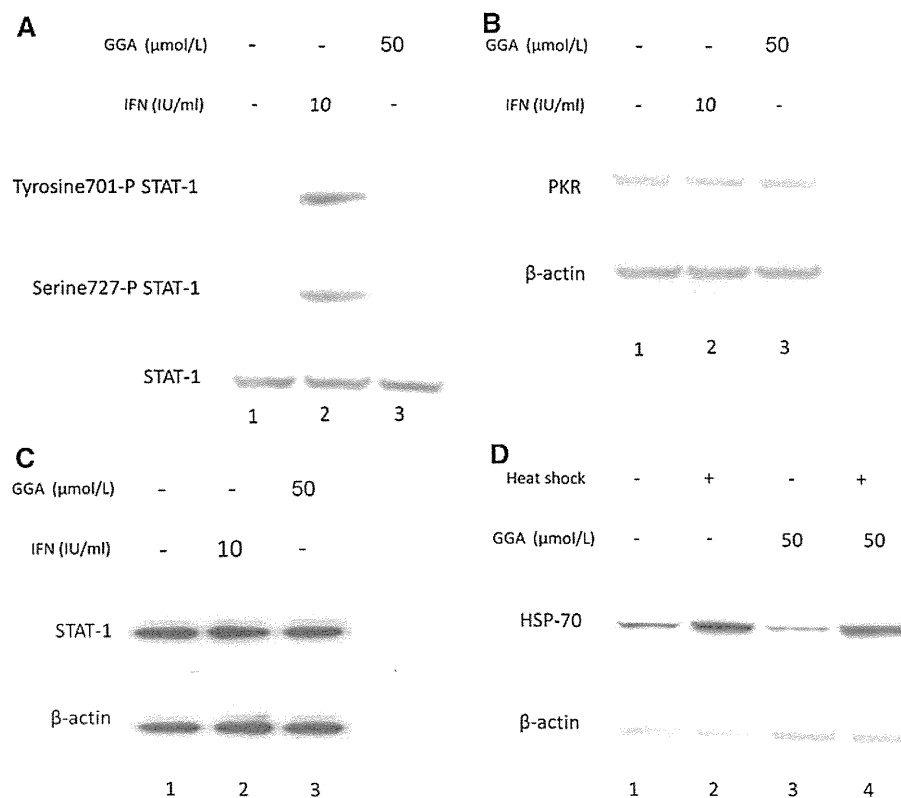 A
GGA (μmol/L) - - 50
IFN (IU/ml) - 10 -
Tyrosine701-P STAT-1
Serine727-P STAT-1
STAT-1
1 2 3
B
GGA (μmol/L) - - 50
IFN (IU/ml) - 10 -
PKR
β-actin
1 2 3
C
GGA (μmol/L) - - 50
IFN (IU/ml) - 10 -
STAT-1
β-actin
1 2 3
D
Heat shock - + - +
GGA (μmol/L) - - 50 50
HSP-70
β-actin
1 2 3 4